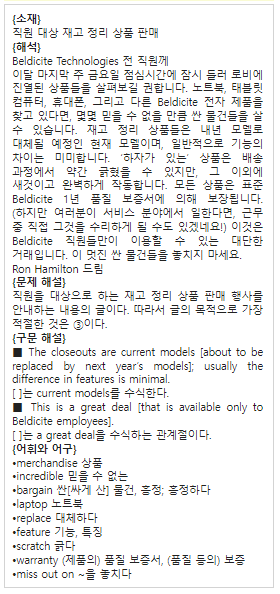 {소재}
직원 대상 재고 정리 상품 판매
{해석}
Beldicite Technologies 전 직원께
이달 마지막 주 금요일 점심시간에 잠시 들러 로비에
진열된 상품들을 살펴보길 권합니다. 노트북, 태블릿
컴퓨터, 휴대폰, 그리고 다른 Beldicite 전자 제품을
찾고 있다면, 몇몇 믿을 수 없을 만큼 싼 물건들을 살
수 있습니다. 재고 정리 상품들은 내년 모델로
대체될 예정인 현재 모델이며, 일반적으로 기능의
차이는 미미합니다. ‘하자가 있는’ 상품은 배송
과정에서 약간 긁혔을 수 있지만, 그 이외에
새것이고 완벽하게 작동합니다. 모든 상품은 표준
Beldicite 1년 품질 보증서에 의해 보장됩니다.
(하지만 여러분이 서비스 분야에서 일한다면, 근무
중 직접 그것을 수리하게 될 수도 있겠네요!) 이것은
Beldicite 직원들만이 이용할 수 있는 대단한
거래입니다. 이 멋진 싼 물건들을 놓치지 마세요.
Ron Hamilton 드림
{문제 해설}
직원을 대상으로 하는 재고 정리 상품 판매 행사를
안내하는 내용의 글이다. 따라서 글의 목적으로 가장
적절한 것은 ③이다.
{구문 해설}
■ The closeouts are current models [about to be
replaced by next year’s models]; usually the
difference in features is minimal.
[ ]는 current models를 수식한다.
■ This is a great deal [that is available only to
Beldicite employees].
[ ]는 a great deal을 수식하는 관계절이다.
{어휘와 어구}
•merchandise 상품
•incredible 믿을 수 없는
•bargain 싼[싸게 산] 물건, 흥정; 흥정하다
•laptop 노트북
•replace 대체하다
•feature 기능, 특징
•scratch 긁다
•warranty (제품의) 품질 보증서, (품질 등의) 보증
•miss out on ~을 놓치다